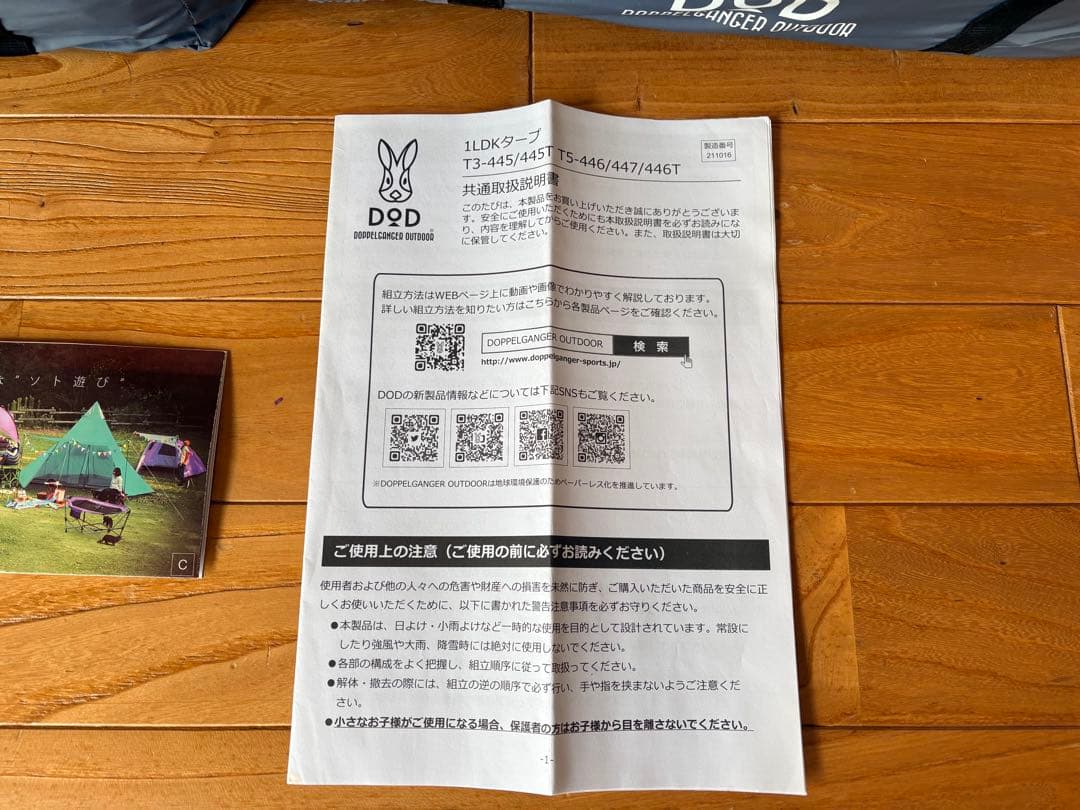 DOD
DOPPELGANGER OUTDOOR
1LDKタープ
T3-445/445T T5-446/447/446T
製造番号
211016
共通取扱説明書
このたびは、本製品をお買い上げいただき誠にありがとうございま
す。安全にご使用いただくためにも本取扱説明書を必ずお読みにな
り、内容を理解してからご使用ください。また、取扱説明書は大切
に保管してください。
DOD
DOPPELGANGER OUTDOOR
組立方法はWEBページ上に動画や画像でわかりやすく解説しております。
詳しい組立方法を知りたい方はこちらから各製品ページをご確認ください。
DOPPELGANGER OUTDOOR 検 索
http://www.doppelganger-sports.jp/
DODの新製品情報などについては下記SNSもご覧ください。
※DOPPELGANGER OUTDOORは地球環境保護のためペーパーレス化を推進しています。
"ソト遊び"
C
ご使用上の注意（ご使用の前に必ずお読みください）
使用者および他の人々への危害や財産への損害を未然に防ぎ、ご購入いただいた商品を安全に正
しくお使いいただくために、以下に書かれた警告注意事項を必ずお守りください。
●本製品は、日よけ・小雨よけなど一時的な使用を目的として設計されています。常設に
したり強風や大雨、降雪時には絶対に使用しないでください。
●各部の構成をよく把握し、組立順序に従って取扱ってください。
●解体・撤去の際には、組立の逆の順序で必ず行い、手や指を挟まないようご注意くだ
さい。
●小さなお子様がご使用になる場合、保護者の方はお子様から目を離さないでください。
-1-